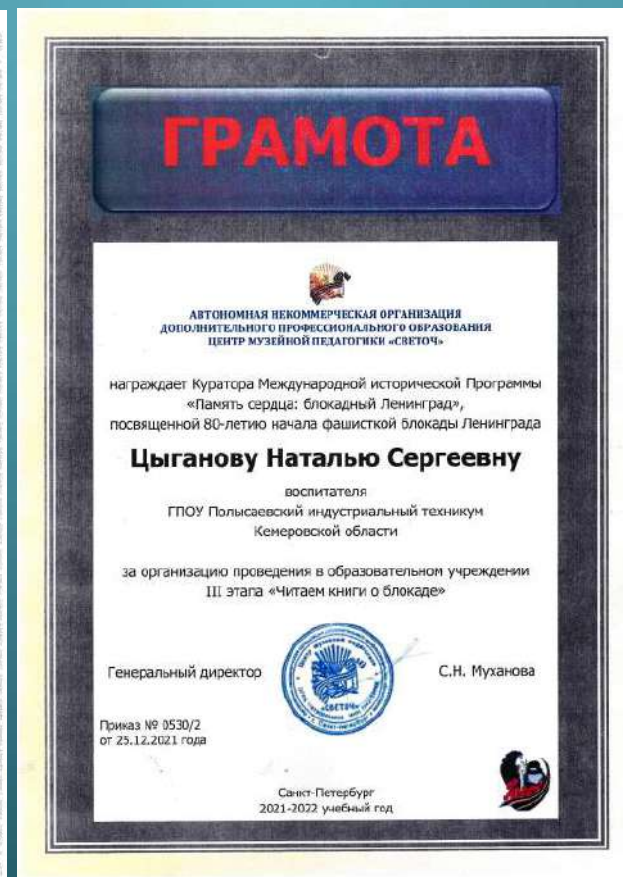 ГРАМОТА
АВТОНОМНАЯ НЕКОММЕРЧЕСКАЯ ОРГАНИЗАЦИЯ
ДОПОЛНИТЕЛЬНОГО ПРОФЕССИОНАЛЬНОГО ОБРАЗОВАНИЯ
ЦЕНТР МУЗЕЙНОЙ ПЕДАГОГИКИ «СВЕТОЧ»
награждает Куратора Международной исторической Программы
«Память сердца: блокадный Ленинград»,
посвященной 80-летию начала фашисткой блокады Ленинграда
Цыганову Наталью Сергеевну
воспитателя
ГПОУ Полысаевский индустриальный техникум
Кемеровской области
за организацию проведения в образовательном учреждении
III этапа «Читаем книги о блокаде»
Генеральный директор
«СВЕТОЧ»
С.Н. Муханова
Приказ № 0530/2
от 25.12.2021 года
Санкт-Петербург
2021-2022 учебный год